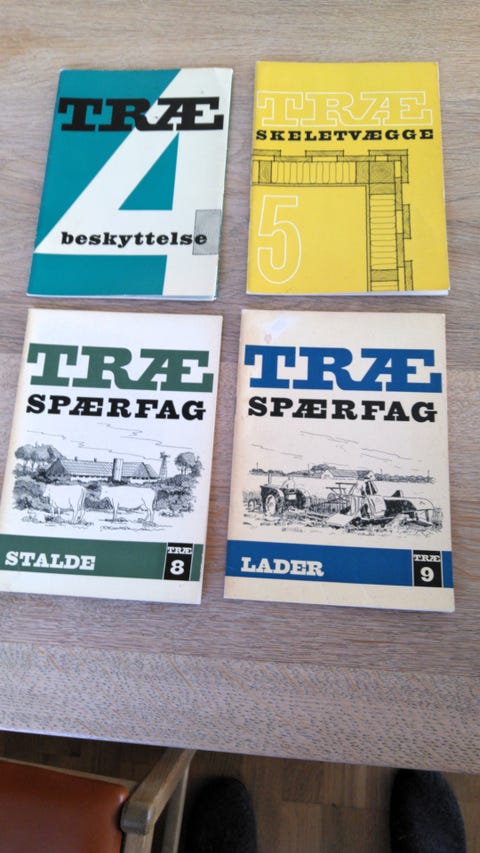 TRÆ
4
beskyttelse
TRÆ
SKELETVÆGGE
5
TRÆ
SPÆRFAG
STALDE
TRÆ
8
TRÆ
SPÆRFAG
LADER
TRÆ
9